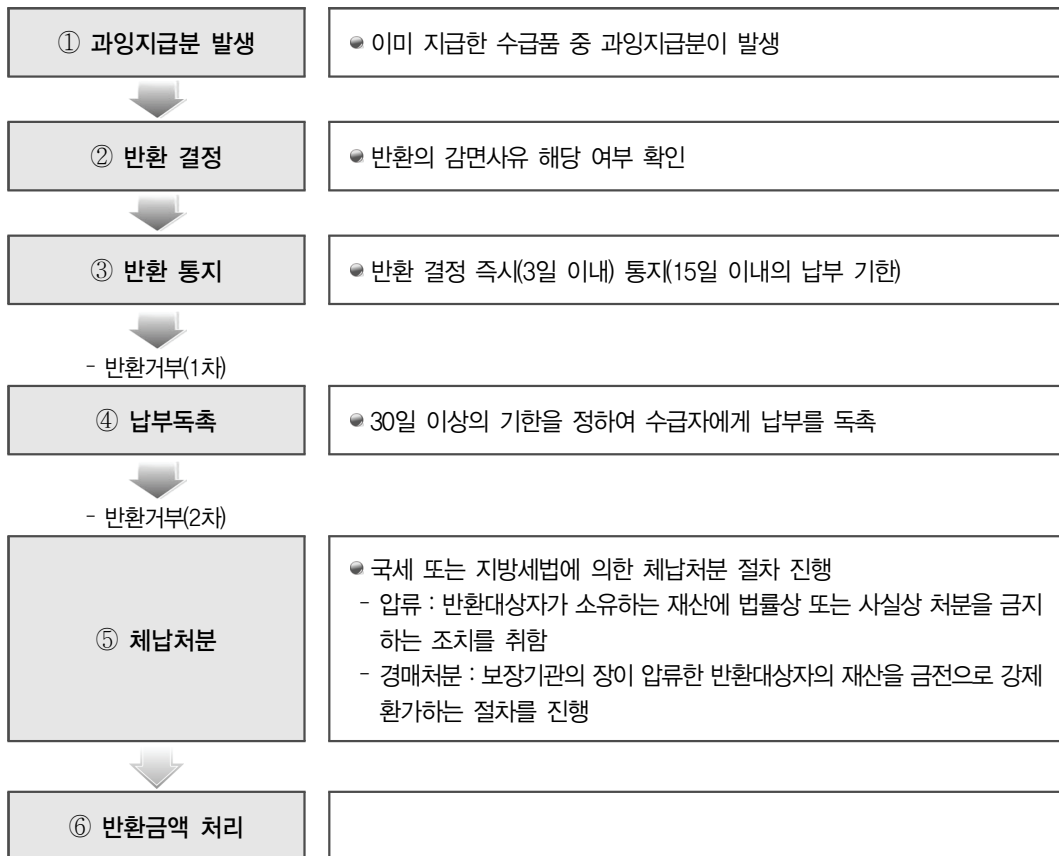 ① 과잉지급분 발생
◉ 이미 지급한 수급품 중 과잉지급분이 발생
② 반환 결정
◉ 반환의 감면사유 해당 여부 확인
③ 반환 통지
◉ 반환 결정 즉시(3일 이내) 통지(15일 이내의 납부 기한)
- 반환거부(1차)
④ 납부독촉
◉ 30일 이상의 기한을 정하여 수급자에게 납부를 독촉
- 반환거부(2차)
⑤ 체납처분
◉ 국세 또는 지방세법에 의한 체납처분 절차 진행
- 압류 : 반환대상자가 소유하는 재산에 법률상 또는 사실상 처분을 금지
하는 조치를 취함
- 경매처분 : 보장기관의 장이 압류한 반환대상자의 재산을 금전으로 강제
환가하는 절차를 진행
⑥ 반환금액 처리